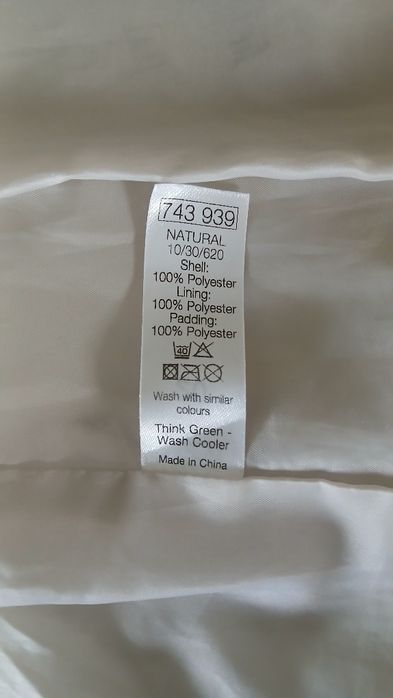 743 939
NATURAL
10/30/620
Shell:
100% Polyester
Lining:
100% Polyester
Padding:
100% Polyester
40
Wash with similar
colours
Think Green -
Wash Cooler
Made in China